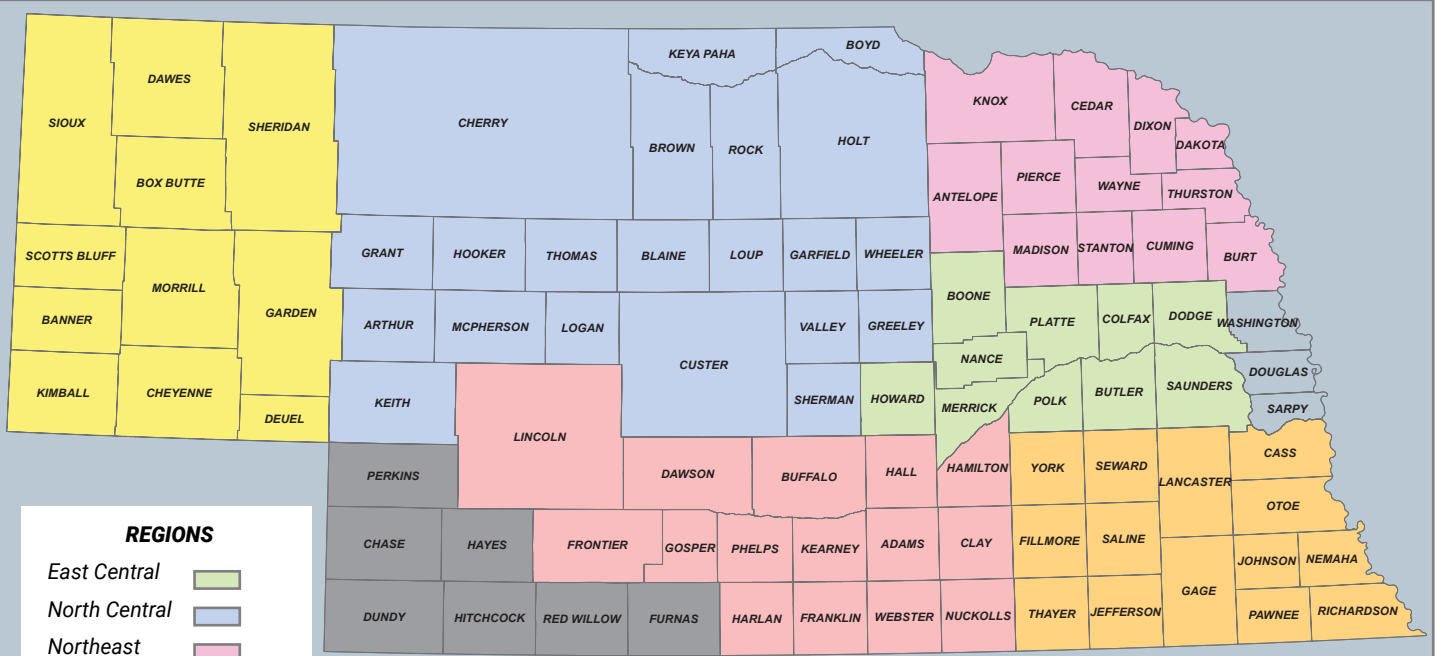 KEYA PAHA
BOYD
DAWES
SIOUX
CHERRY
SHERIDAN
KNOX
CEDAR
DIXON
DAKOTA
BROWN
ROCK
HOLT
BOX BUTTE
PIERCE
WAYNE
ANTELOPE
THURSTON
SCOTTS BLUFF
GRANT
HOOKER
THOMAS
BLAINE
LOUP
GARFIELD
WHEELER
MADISON
STANTON
CUMING
BURT
MORRILL
BOONE
BANNER
GARDEN
ARTHUR
MCPHERSON
LOGAN
VALLEY
GREELEY
PLATTE
COLFAX
DODGE
WASHINGTON
NANCE
CUSTER
DOUGLAS
KIMBALL
CHEYENNE
KEITH
SHERMAN
HOWARD
MERRICK
POLK
BUTLER
SAUNDERS
SARPY
DEUEL
LINCOLN
PERKINS
DAWSON
BUFFALO
HALL
HAMILTON
YORK
SEWARD
LANCASTER
CASS
OTOE
REGIONS
CHASE
HAYES
FRONTIER
GOSPER
PHELPS
KEARNEY
ADAMS
CLAY
FILLMORE
SALINE
JOHNSON
NEMAHA
East Central
North Central
Northeast
DUNDY
HITCHCOCK
RED WILLOW
FURNAS
HARLAN
FRANKLIN
WEBSTER
NUCKOLLS
THAYER
JEFFERSON
GAGE
PAWNEE
RICHARDSON